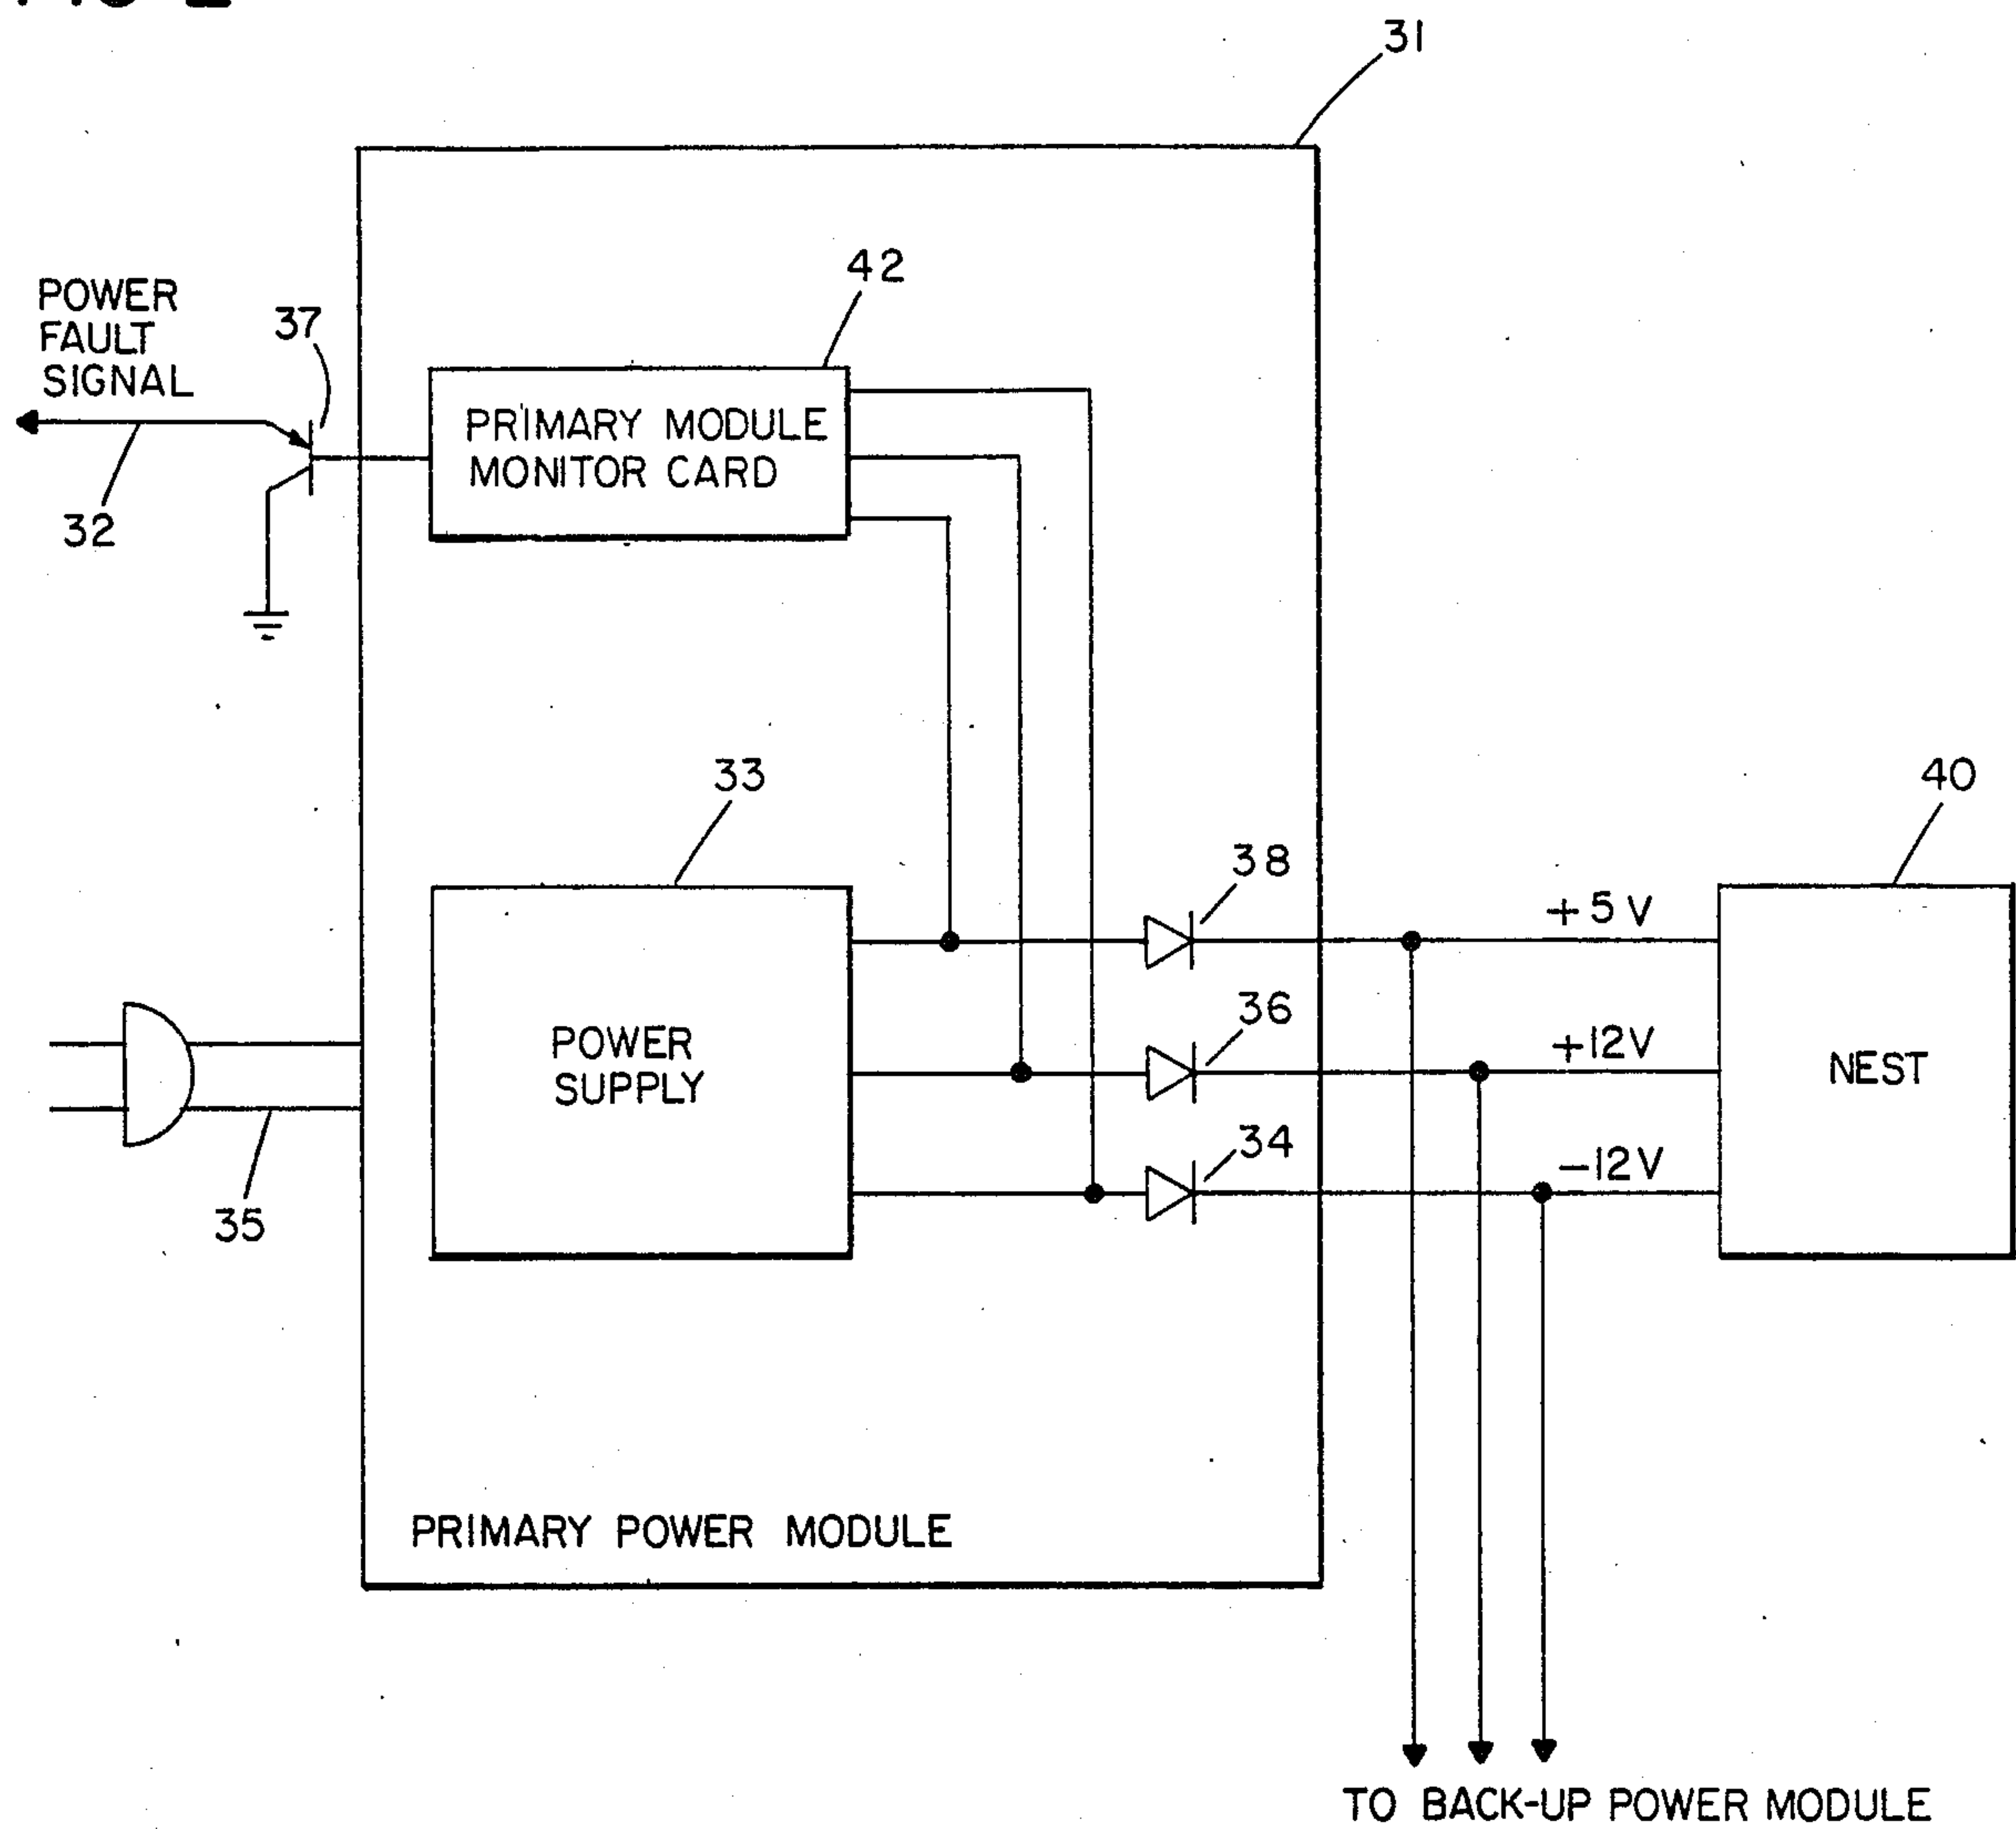 31
42
POWER
FAULT
SIGNAL
37
PRIMARY MODULE
MONITOR CARD
32
33
40
38
+5V
36
+12V
POWER
SUPPLY
NEST
34
-12V
35
PRIMARY POWER MODULE
TO BACK-UP POWER MODULE